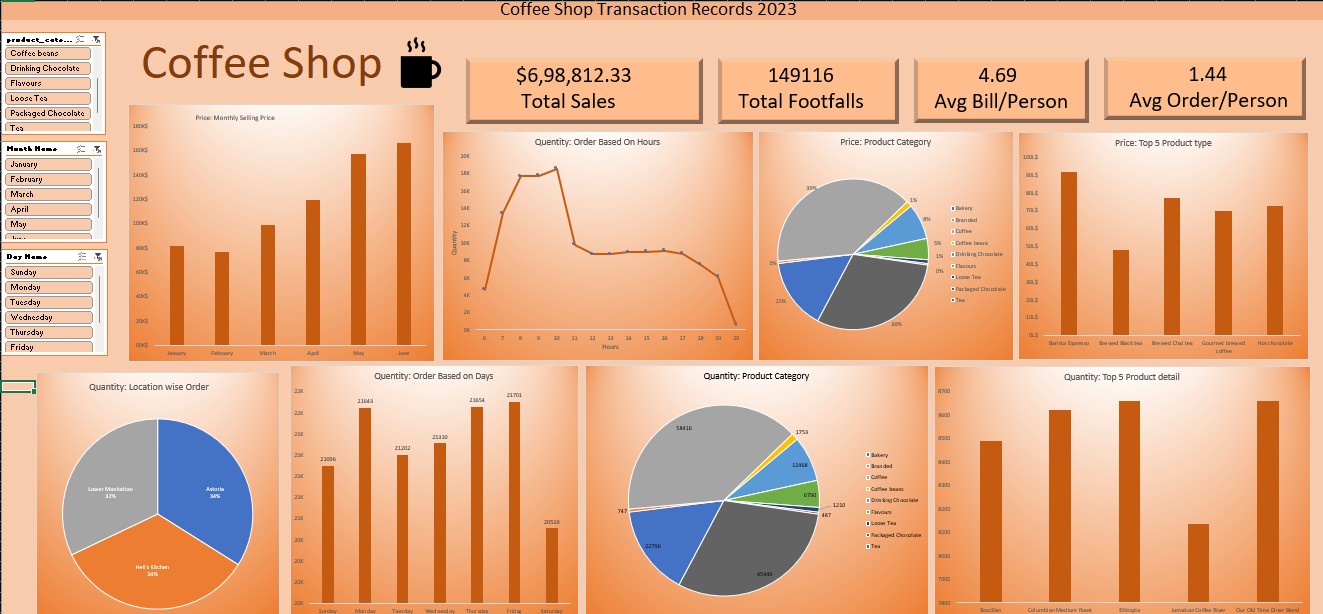 Coffee Shop Transaction Records 2023
product_cate...
Coffee beans
Drinking Chocolate
Flavours
Loose Tea
Packaged Chocolate
Tea
Month Name
January
February
March
April
May
Day Name
Sunday
Monday
Tuesday
Wednesday
Thursday
Friday
Coffee Shop
$6,98,812.33
Total Sales
149116
Total Footfalls
4.69
Avg Bill/Person
1.44
Avg Order/Person
Price: Monthly Selling Price
180K$
160K$
140K$
120K$
100K$
80K$
60K$
40K$
20K$
00K$
January February March April May June
Quentity: Order Based On Hours
Quentity
20K
18K
16K
14K
12K
10K
8K
6K
4K
2K
0K
6 7 8 9 10 11 12 13 14 15 16 17 18 19 20
Hours
Price: Product Category
39%
1%
8%
5%
1%
0%
30%
15%
Bakery
Branded
Coffee
Coffee beans
Drinking Chocolate
Flavours
Loose Tea
Packaged Chocolate
Tea
Price: Top 5 Product type
100L$
90L$
80L$
70L$
60L$
50L$
40L$
30L$
20L$
10L$
0L$
Barista Espresso Brewed Black tea Brewed Chai tea Gourmet brewed coffee Hot chocolate
Quentity: Location wise Order
Lower Manhattan
32%
Astoria
34%
Hell's Kitchen
34%
Quentity: Order Based on Days
22K
22K
22K
21K
21K
21K
21K
20K
20K
20K
21096
21643
21202
21310
21654
21701
20510
Sunday Monday Tuesday Wednesday Thursday Friday Saturday
Quentity: Product Category
58416
1753
11468
6790
1210
487
45449
22796
747
Bakery
Branded
Coffee
Coffee beans
Drinking Chocolate
Flavours
Loose Tea
Packaged Chocolate
Tea
Quentity: Top 5 Product detail
8700
8600
8500
8400
8300
8200
8100
8000
7900
7800
Brazilian Columbian Medium Roast Ethiopia Jamaican Coffee River Our Old Time Diner Blend